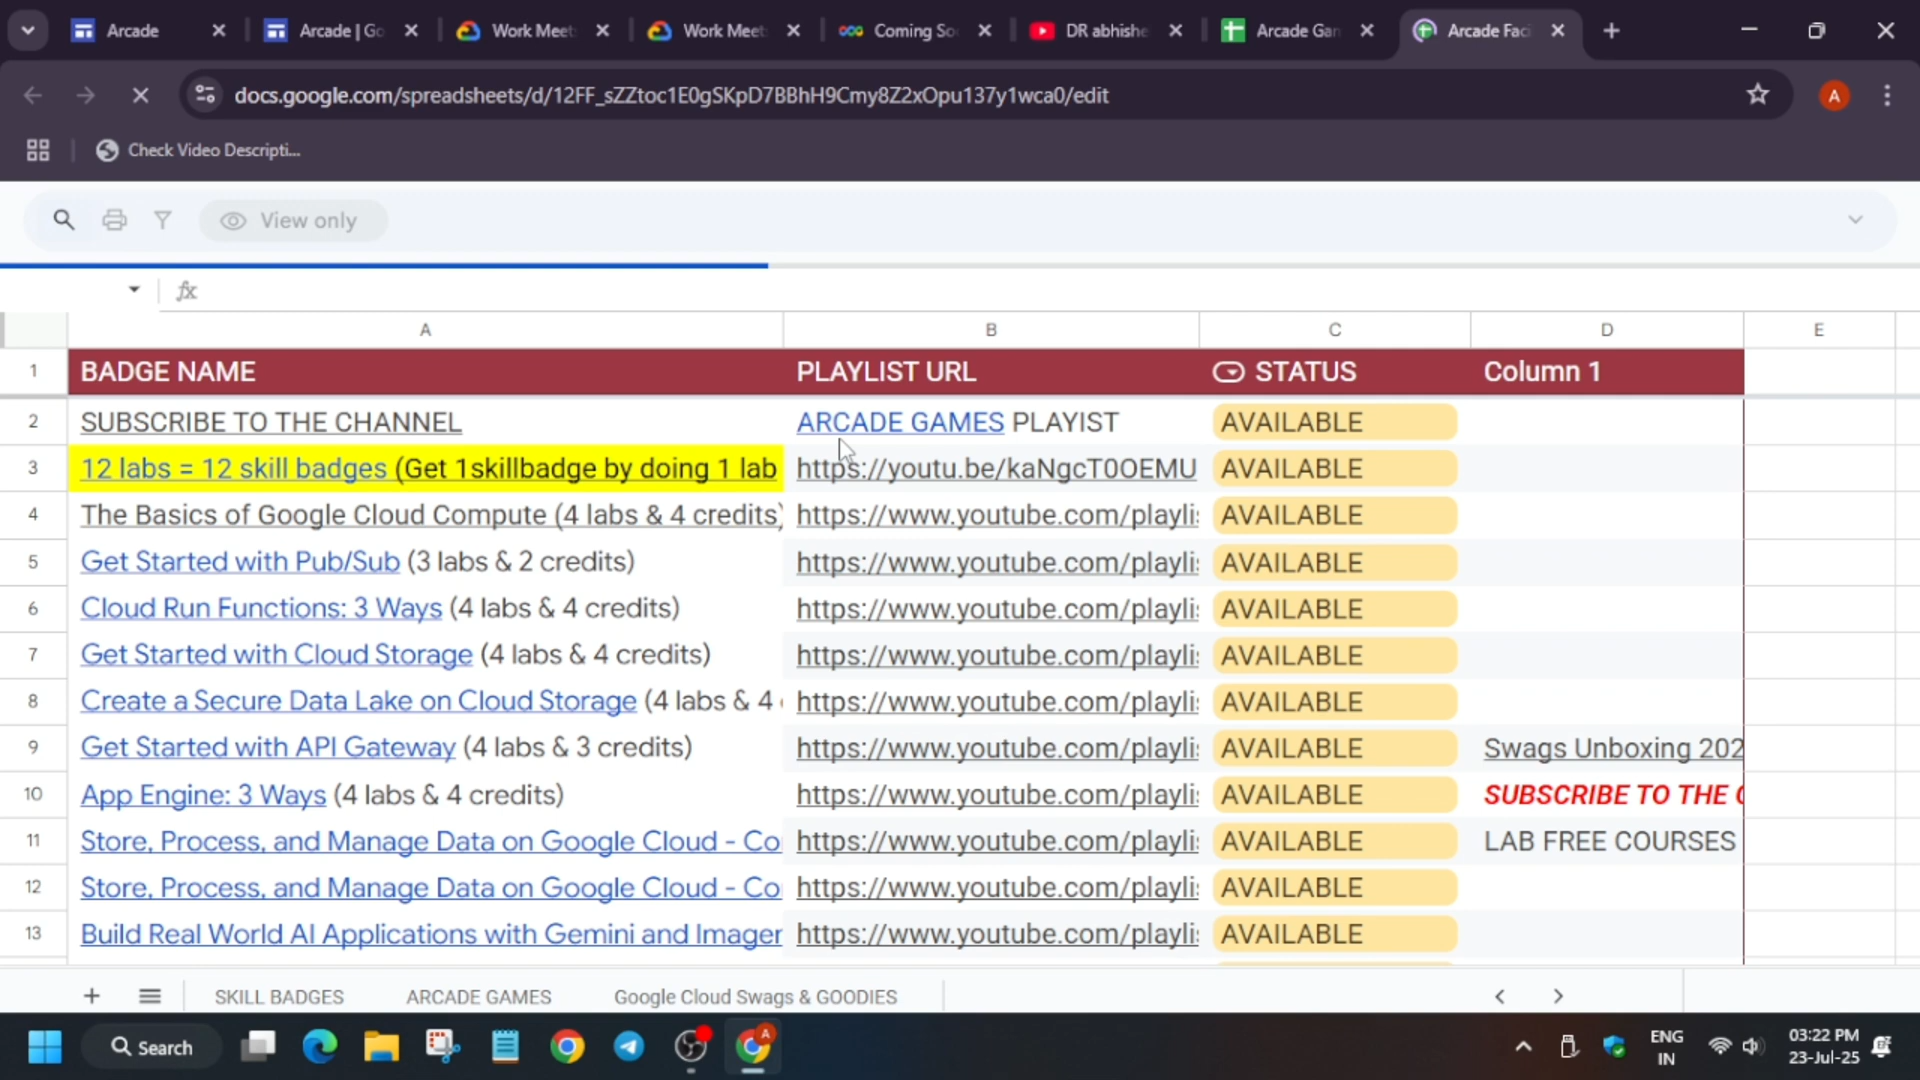 Arcade
Arcade | Go
Work Meet
Work Meet
Coming So
DR abhishe
Arcade Gan
Arcade Faci
docs.google.com/spreadsheets/d/12FF_sZZtoc1E0gSKpD7BBhH9Cmy8Z2xOpu137y1wca0/edit
A
Check Video Descripti...
View only
fx
A B C D E
1 BADGE NAME PLAYLIST URL STATUS Column 1
2 SUBSCRIBE TO THE CHANNEL ARCADE GAMES PLAYIST AVAILABLE
3 12 labs = 12 skill badges (Get 1skillbadge by doing 1 lab https://youtu.be/kaNgcT0OEMU AVAILABLE
4 The Basics of Google Cloud Compute (4 labs & 4 credits) https://www.youtube.com/playlis AVAILABLE
5 Get Started with Pub/Sub (3 labs & 2 credits) https://www.youtube.com/playlis AVAILABLE
6 Cloud Run Functions: 3 Ways (4 labs & 4 credits) https://www.youtube.com/playlis AVAILABLE
7 Get Started with Cloud Storage (4 labs & 4 credits) https://www.youtube.com/playlis AVAILABLE
8 Create a Secure Data Lake on Cloud Storage (4 labs & 4 https://www.youtube.com/playlis AVAILABLE
9 Get Started with API Gateway (4 labs & 3 credits) https://www.youtube.com/playlis AVAILABLE Swags Unboxing 202
10 App Engine: 3 Ways (4 labs & 4 credits) https://www.youtube.com/playlis AVAILABLE SUBSCRIBE TO THE C
11 Store, Process, and Manage Data on Google Cloud - Co https://www.youtube.com/playlis AVAILABLE LAB FREE COURSES
12 Store, Process, and Manage Data on Google Cloud - Co https://www.youtube.com/playlis AVAILABLE
13 Build Real World AI Applications with Gemini and Imagen https://www.youtube.com/playlis AVAILABLE
SKILL BADGES ARCADE GAMES Google Cloud Swags & GOODIES
Search
A
ENG
IN
03:22 PM
23-Jul-25